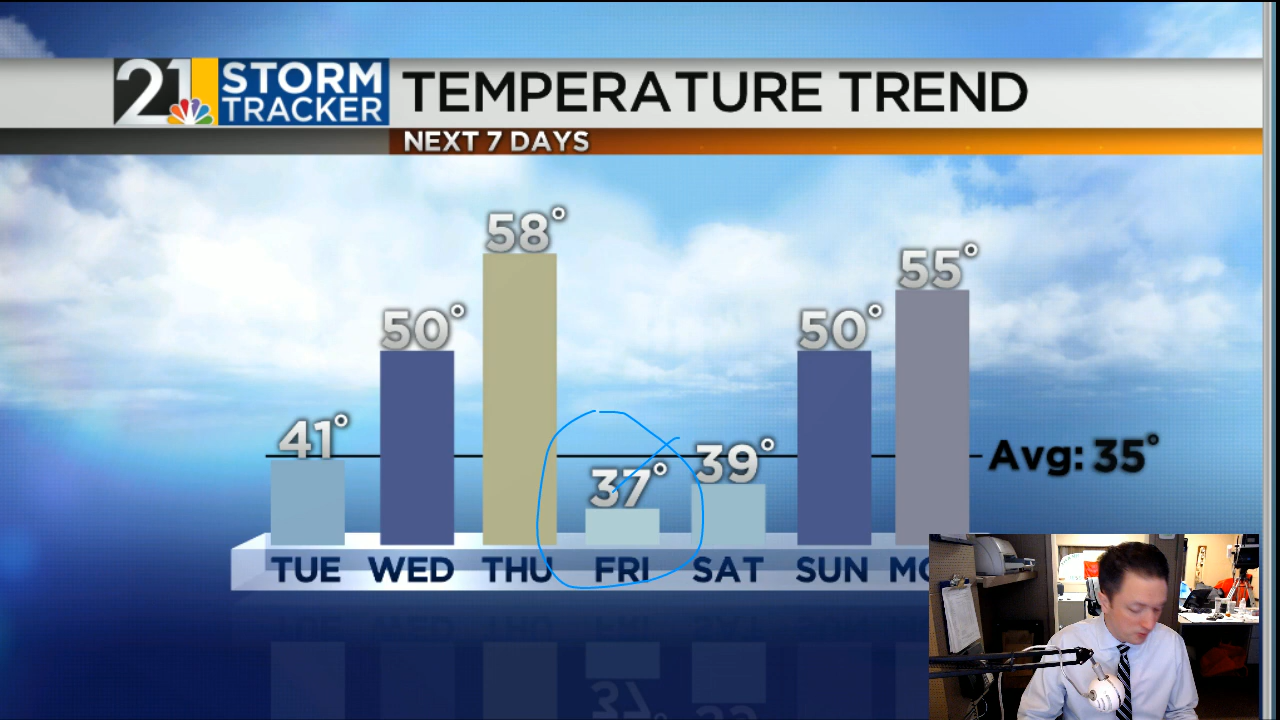 21 STORM TRACKER
TEMPERATURE TREND
NEXT 7 DAYS
58°
55°
50°
50°
41°
39°
37°
Avg: 35°
TUE WED THU FRI SAT SUN MO